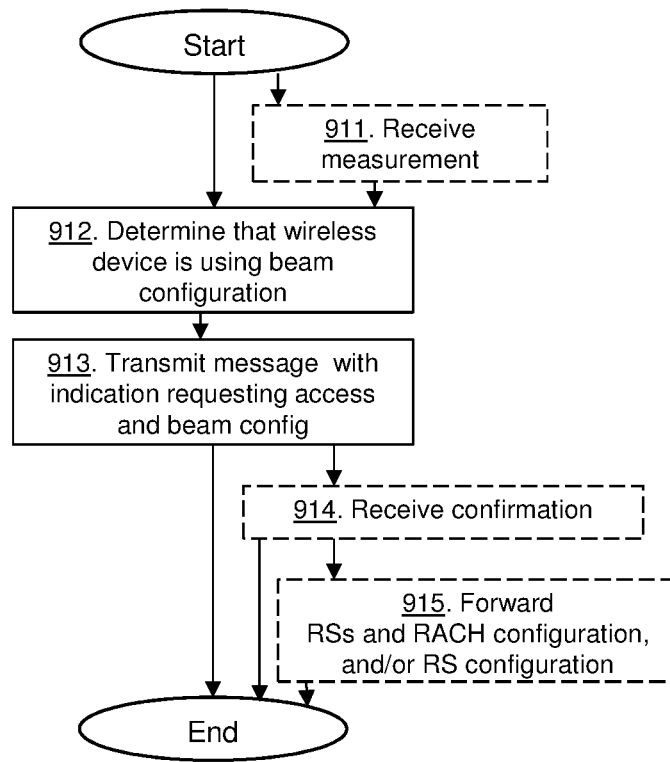 Start
911. Receive
measurement
912. Determine that wireless
device is using beam
configuration
913. Transmit message with
indication requesting access
and beam config
914. Receive confirmation
915. Forward
RSs and RACH configuration,
and/or RS configuration
End